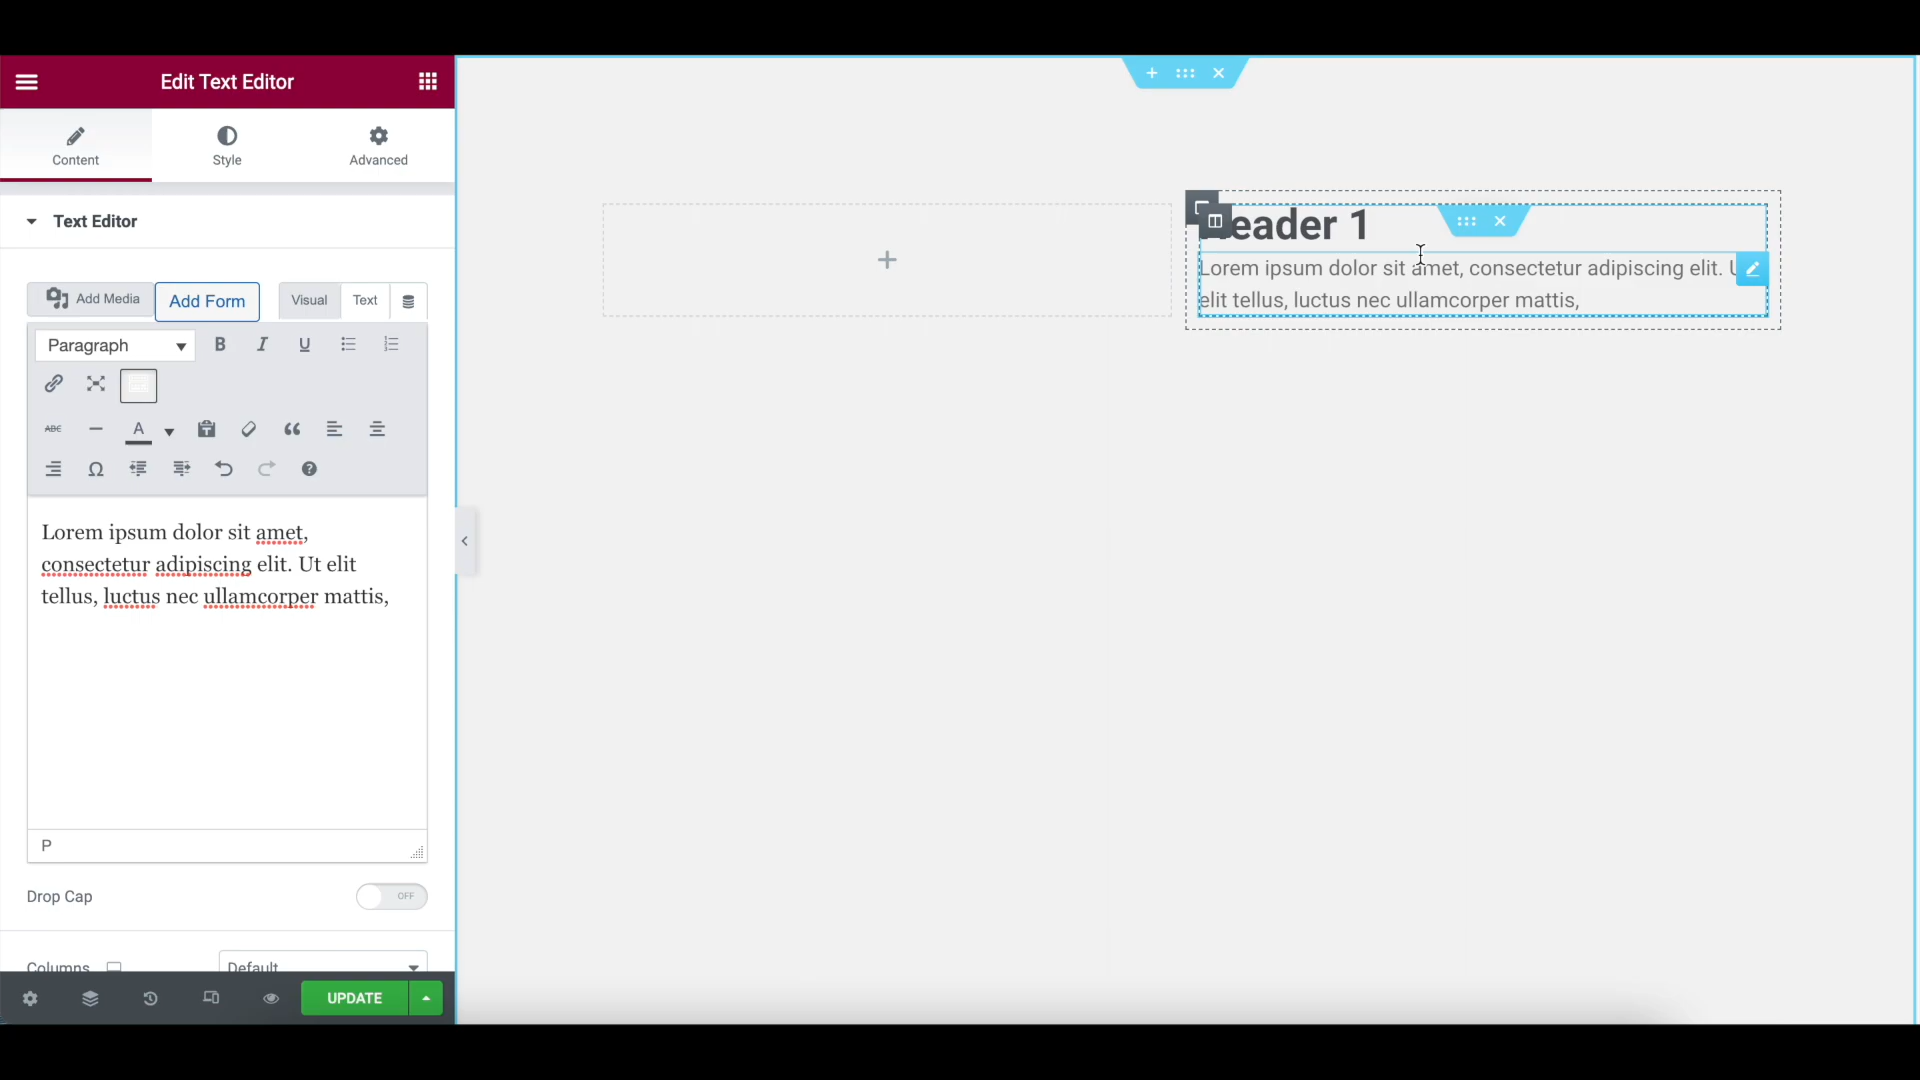 Edit Text Editor
Content
Style
Advanced
Text Editor
Add Media
Add Form
Visual
Text
Paragraph
B
I
U
ABC
A
Lorem ipsum dolor sit amet,
consectetur adipiscing elit. Ut elit
tellus, luctus nec ullamcorper mattis,
P
Drop Cap
OFF
Columns
Default
UPDATE
eader 1
Lorem ipsum dolor sit amet, consectetur adipiscing elit. U
elit tellus, luctus nec ullamcorper mattis,